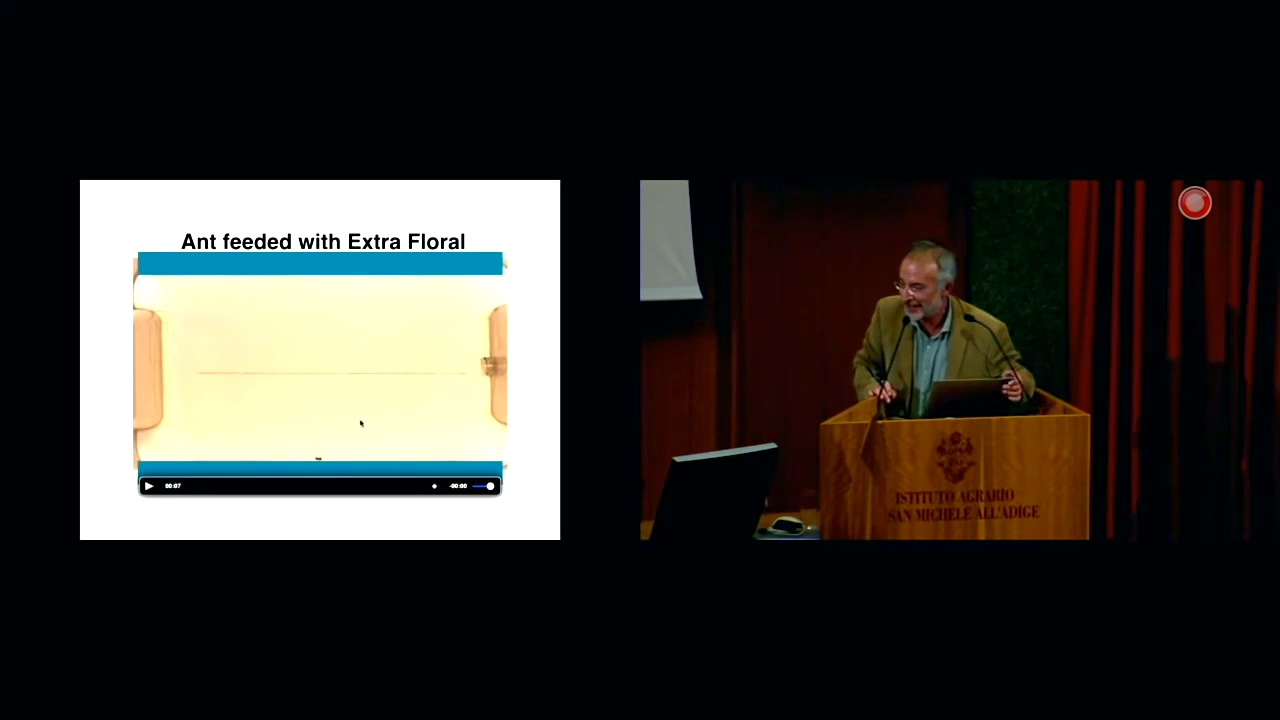 Ant feeded with Extra Floral
00:07
-00:00
ISTITUTO AGRARIO
SAN MICHELE ALL'ADIGE